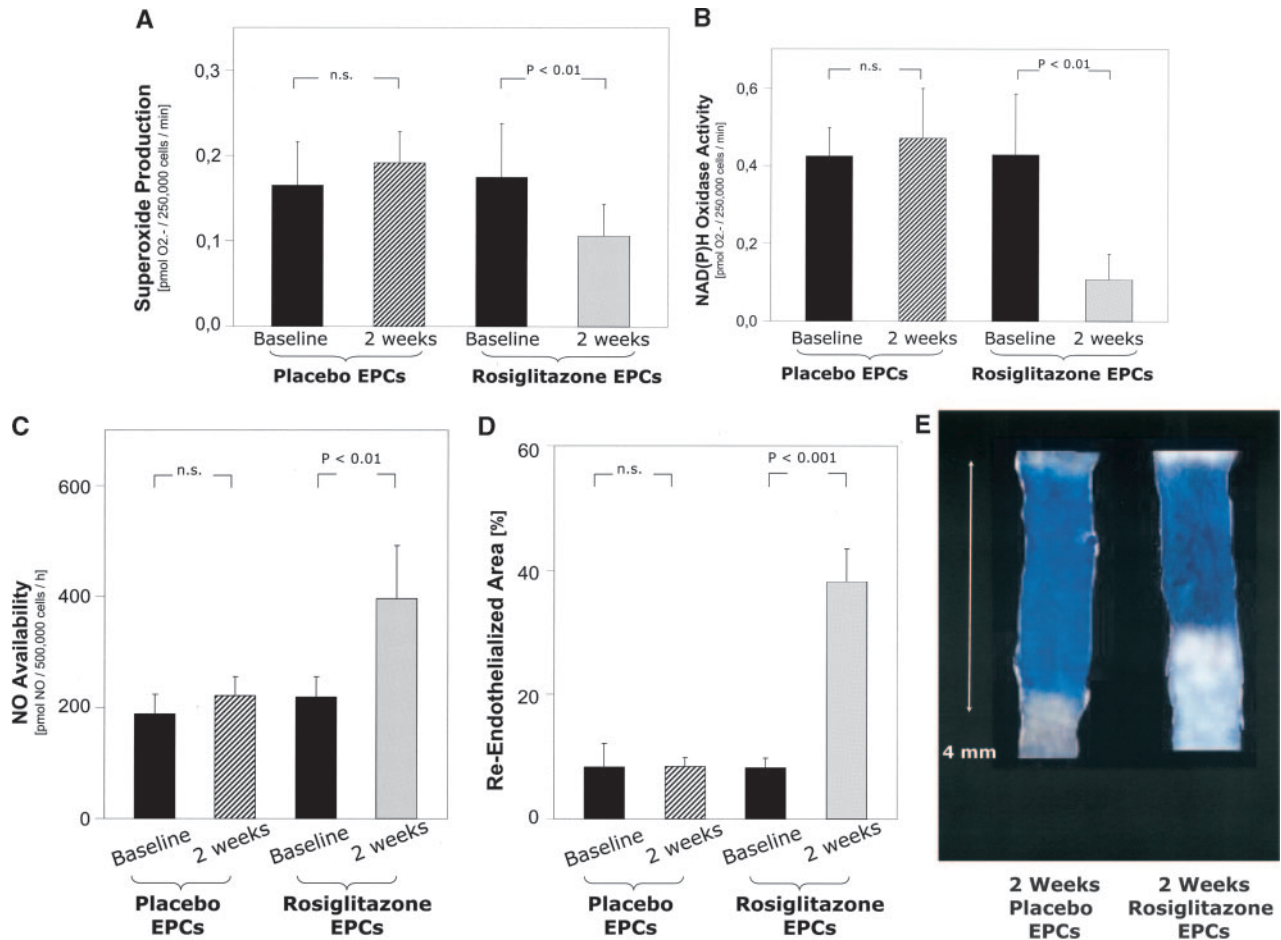 A
Superoxide Production
[pmol O2.- / 250,000 cells / min]
0,3
0,2
0,1
0,0
n.s.
P < 0.01
Baseline
2 weeks
Baseline
2 weeks
Placebo EPCs
Rosiglitazone EPCs
B
NAD(P)H Oxidase Activity
[pmol O2.- / 250,000 cells / min]
0,6
0,4
0,2
0,0
n.s.
P < 0.01
Baseline
2 weeks
Baseline
2 weeks
Placebo EPCs
Rosiglitazone EPCs
C
NO Availability
[pmol NO / 500,000 cells / h]
600
400
200
0
n.s.
P < 0.01
Baseline
2 weeks
Baseline
2 weeks
Placebo
EPCs
Rosiglitazone
EPCs
D
Re-Endothelialized Area [%]
60
40
20
0
n.s.
P < 0.001
Baseline
2 weeks
Baseline
2 weeks
Placebo
EPCs
Rosiglitazone
EPCs
E
4 mm
2 Weeks
Placebo
EPCs
2 Weeks
Rosiglitazone
EPCs